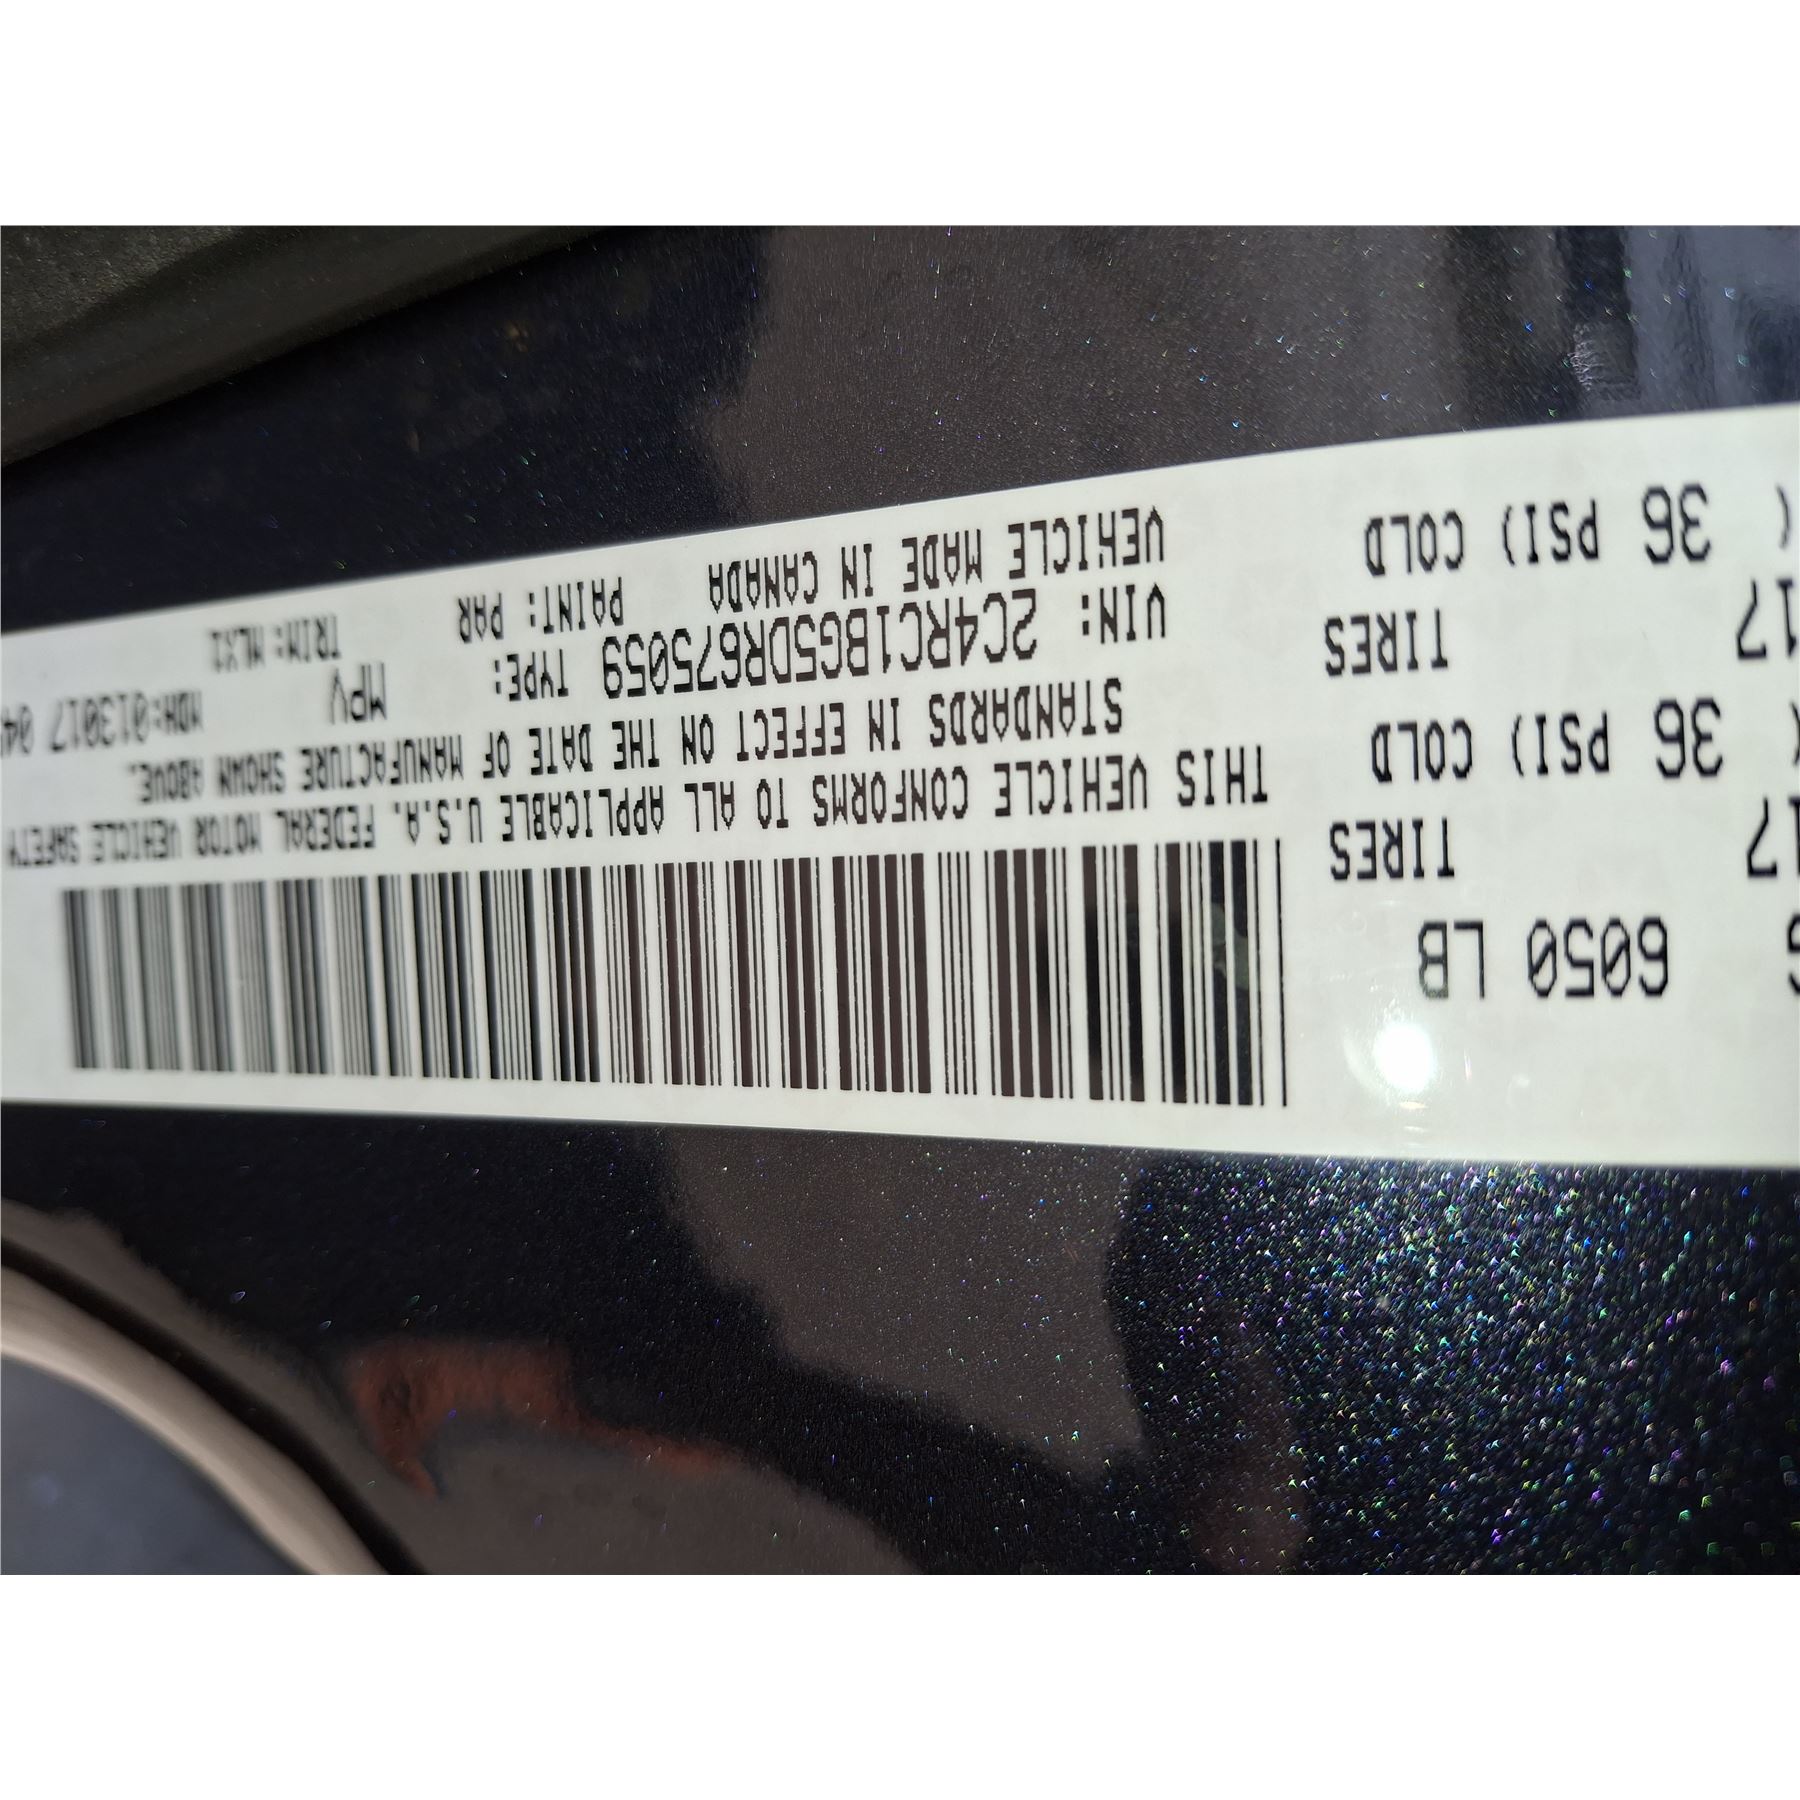 6050 LB
17 TIRES
36 PSI) COLD
17 TIRES
( 36 PSI) COLD
THIS VEHICLE CONFORMS TO ALL APPLICABLE U.S.A. FEDERAL MOTOR VEHICLE SAFETY
STANDARDS IN EFFECT ON THE DATE OF MANUFACTURE SHOWN ABOVE.
VIN: 2C4RC1BG5DR675059 TYPE: MPV MDH:013017 04
VEHICLE MADE IN CANADA PAINT: PAR TRIM: MLX1